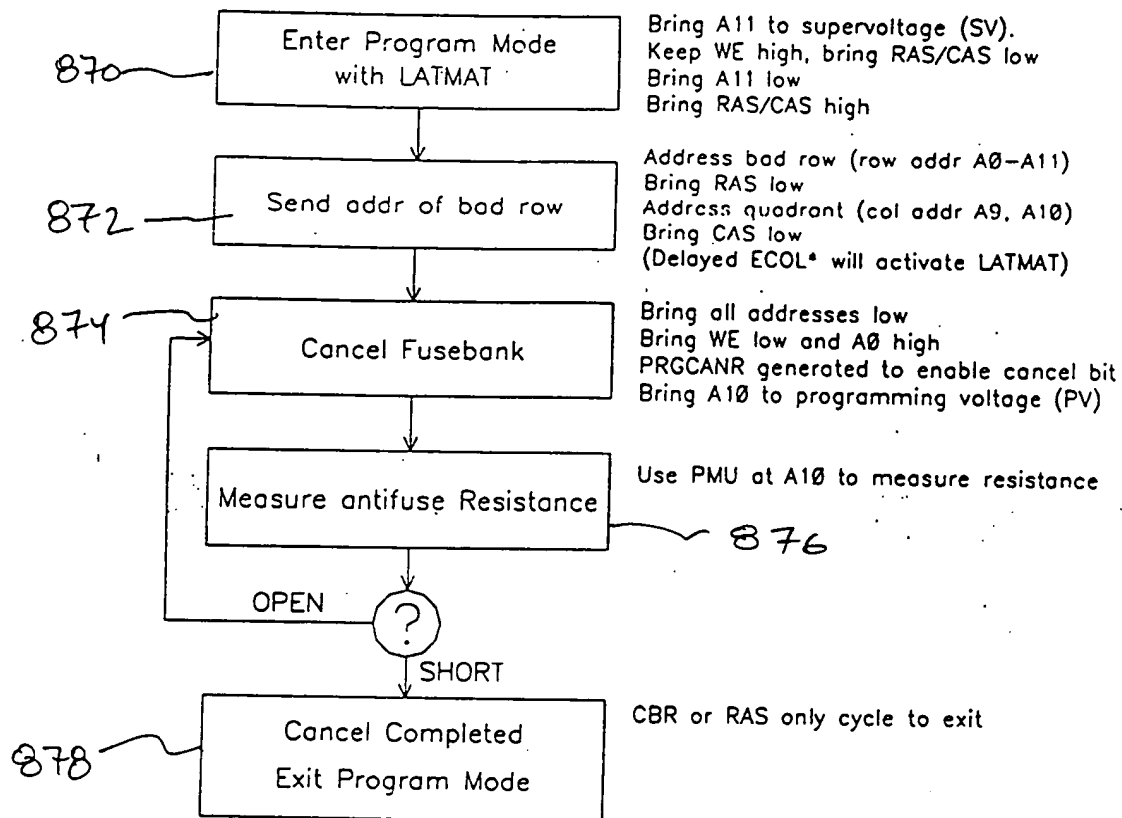 870
Enter Program Mode
with LATMAT
Bring A11 to supervoltage (SV).
Keep WE high, bring RAS/CAS low
Bring A11 low
Bring RAS/CAS high
872
Send addr of bad row
Address bad row (row addr A0-A11)
Bring RAS low
Address quadrant (col addr A9, A10)
Bring CAS low
(Delayed ECOL* will activate LATMAT)
874
Cancel Fusebank
Bring all addresses low
Bring WE low and A0 high
PRGCANR generated to enable cancel bit
Bring A10 to programming voltage (PV)
Measure antifuse Resistance
Use PMU at A10 to measure resistance
876
OPEN
?
SHORT
878
Cancel Completed
Exit Program Mode
CBR or RAS only cycle to exit